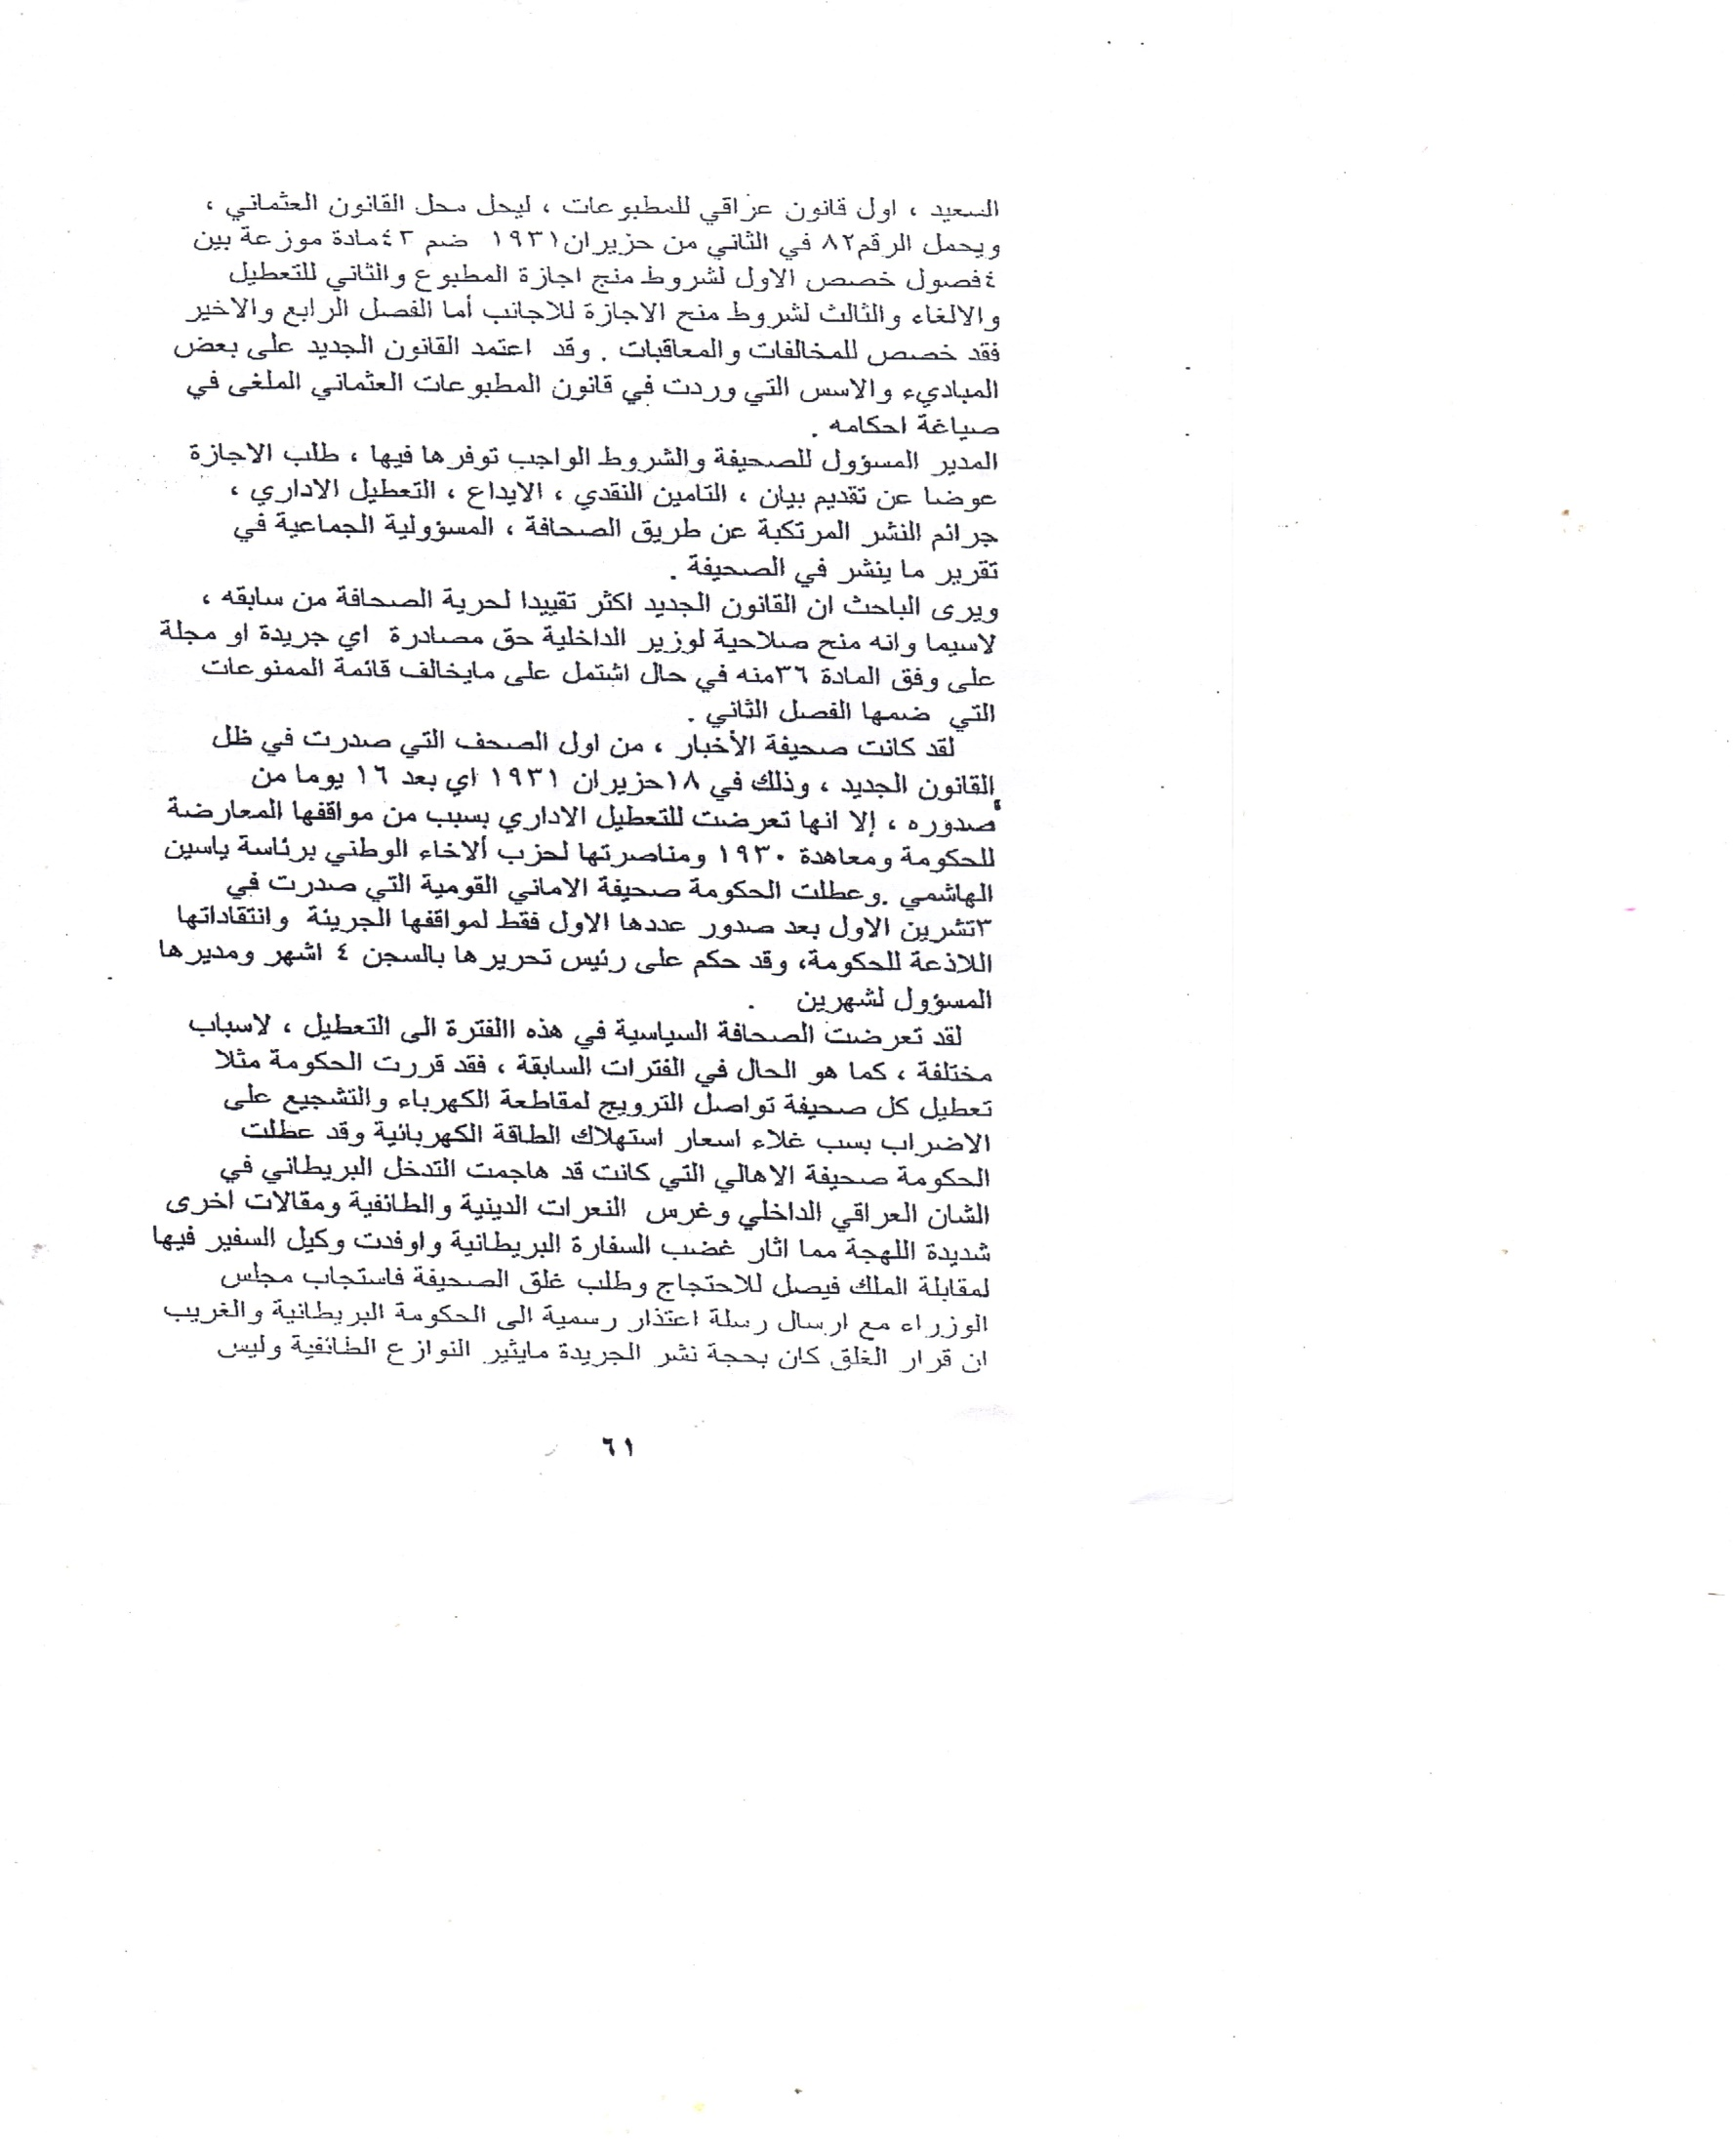 السعيد ، اول قانون عراقي للمطبوعات ، ليحل محل القانون العثماني ،
ويحمل الرقم٨٢ في الثاني من حزيران١٩٣١ ضم ٤٢مادة موزعة بين
٤فصول خصص الاول لشروط منح اجازة المطبوع والثاني للتعطيل
والالغاء والثالث لشروط منح الاجازة للاجانب أما الفصل الرابع والاخير
فقد خصص للمخالفات والمعاقبات . وقد اعتمد القانون الجديد على بعض
المباديء والاسس التي وردت في قانون المطبوعات العثماني الملغى في
صياغة احكامه .
المدير المسؤول للصحيفة والشروط الواجب توفرها فيها ، طلب الاجازة
عوضا عن تقديم بيان ، التامين النقدي ، الايداع ، التعطيل الاداري ،
جرائم النشر المرتكبة عن طريق الصحافة ، المسؤولية الجماعية في
تقرير ما ينشر في الصحيفة .
ويرى الباحث ان القانون الجديد اكثر تقييدا لحرية الصحافة من سابقه ،
لاسيما وانه منح صلاحية لوزير الداخلية حق مصادرة اي جريدة او مجلة
على وفق المادة ٣٦منه في حال اشتمل على مايخالف قائمة الممنوعات
التي ضمها الفصل الثاني .
لقد كانت صحيفة الأخبار ، من اول الصحف التي صدرت في ظل
القانون الجديد ، وذلك في ١٨حزيران ١٩٣١ اي بعد ١٦ يوما من
صدوره ، إلا انها تعرضت للتعطيل الاداري بسبب من مواقفها المعارضة
للحكومة ومعاهدة ١٩٣٠ ومناصرتها لحزب ألاخاء الوطني برئاسة ياسين
الهاشمي .وعطلت الحكومة صحيفة الاماني القومية التي صدرت في
٣تشرين الاول بعد صدور عددها الاول فقط لمواقفها الجريئة وانتقاداتها
اللاذعة للحكومة، وقد حكم على رئيس تحريرها بالسجن ٤ اشهر ومديرها
المسؤول لشهرين .
لقد تعرضت الصحافة السياسية في هذه االفترة الى التعطيل ، لاسباب
مختلفة ، كما هو الحال في الفترات السابقة ، فقد قررت الحكومة مثلا
تعطيل كل صحيفة تواصل الترويج لمقاطعة الكهرباء والتشجيع على
الاضراب بسب غلاء اسعار استهلاك الطاقة الكهربائية وقد عطلت
الحكومة صحيفة الاهالي التي كانت قد هاجمت التدخل البريطاني في
الشان العراقي الداخلي وغرس النعرات الدينية والطائفية ومقالات اخرى
شديدة اللهجة مما اثار غضب السفارة البريطانية واوفدت وكيل السفير فيها
لمقابلة الملك فيصل للاحتجاج وطلب غلق الصحيفة فاستجاب مجلس
الوزراء مع ارسال رسلة اعتذار رسمية الى الحكومة البريطانية والغريب
ان قرار الغلق كان بحجة نشر الجريدة مايثير النوازع الطائفية وليس
٦١